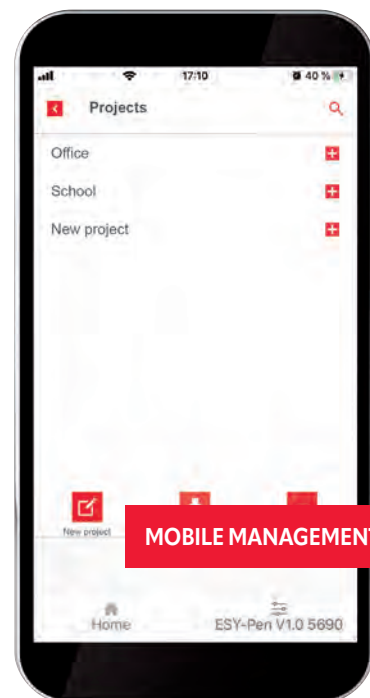 17:10 40 %
Projects
Office
School
New project
New project
MOBILE MANAGEMENT
Home ESY-Pen V1.0 5690